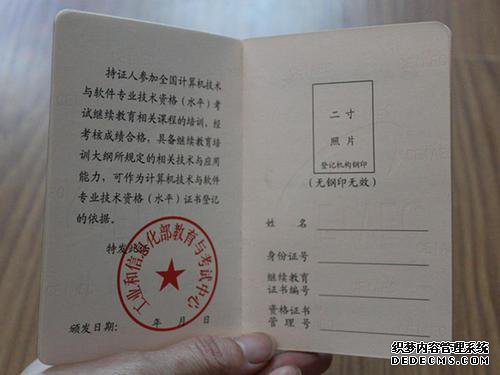 持证人参加全国计算机技术
与软件专业技术资格（水平）考
试继续教育相关课程的培训，经
考核成绩合格，具备继续教育培
训大纲所规定的相关技术与应用
能力，可作为计算机技术与软件
专业技术资格（水平）证书登记
的依据。
特发此证
工业和信息化部教育与考试中心
颁发日期： 年 月 日
二寸
照片
登记机构钢印
（无钢印无效）
姓 名
身份证号
继续教育
证书编号
资格证书
管理号
织梦内容管理系统
DEDECMS.COM